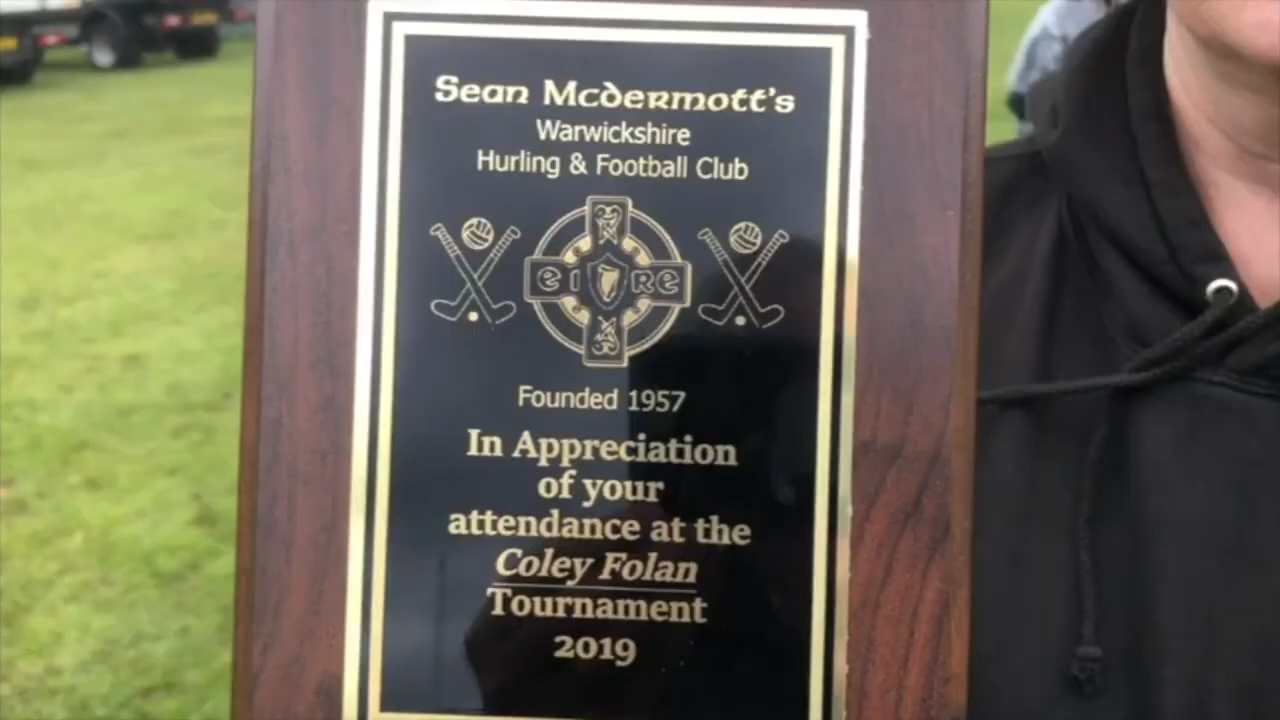 Sean McDermott's
Warwickshire
Hurling & Football Club
EIRE
Founded 1957
In Appreciation
of your
attendance at the
Coley Folan
Tournament
2019